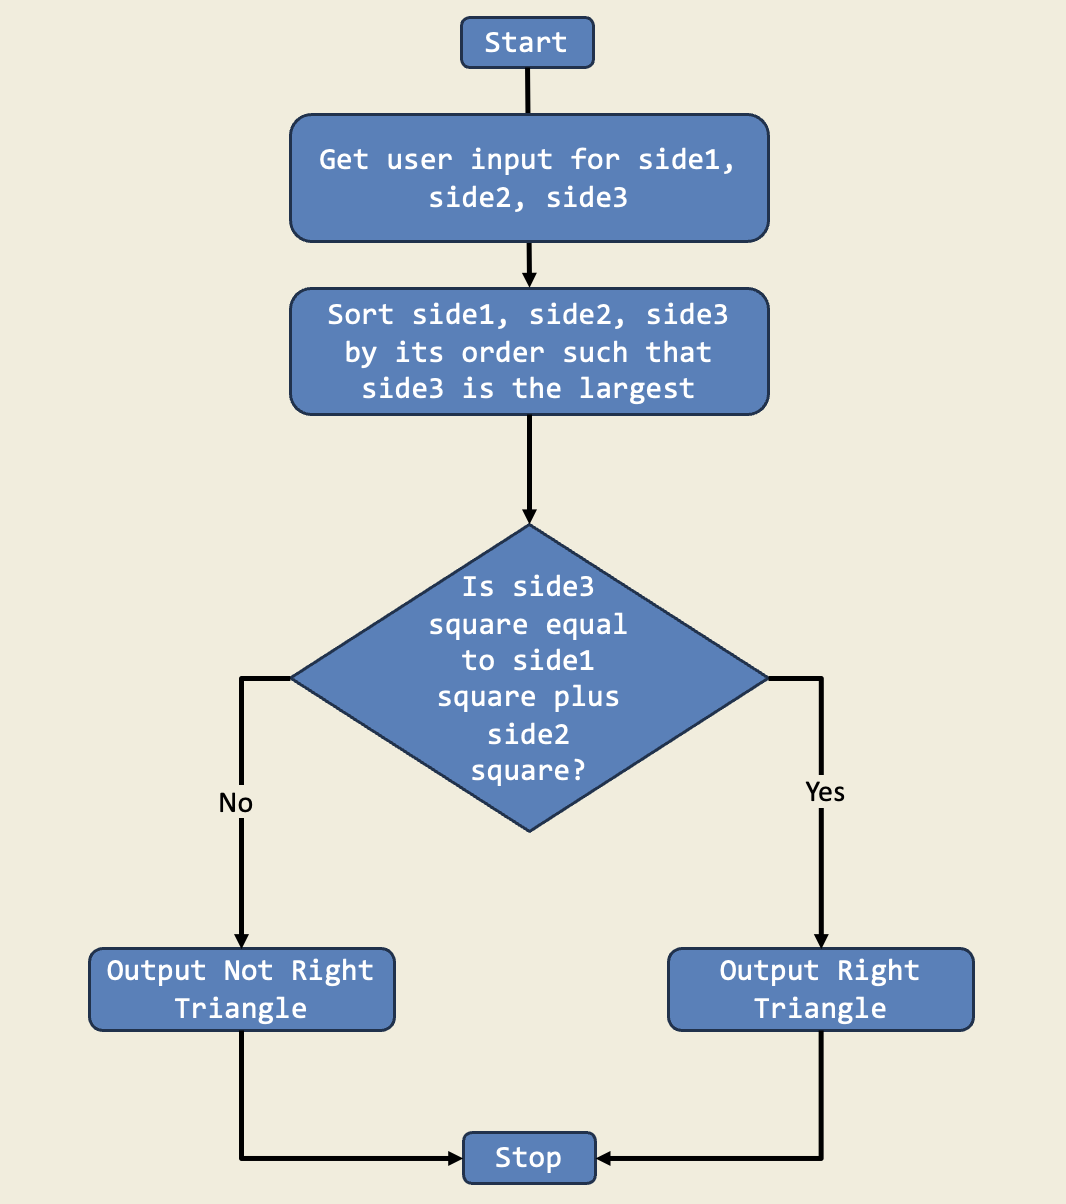 Start
Get user input for side1,
side2, side3
Sort side1, side2, side3
by its order such that
side3 is the largest
Is side3
square equal
to side1
square plus
side2
square?
No
Yes
Output Not Right
Triangle
Output Right
Triangle
Stop